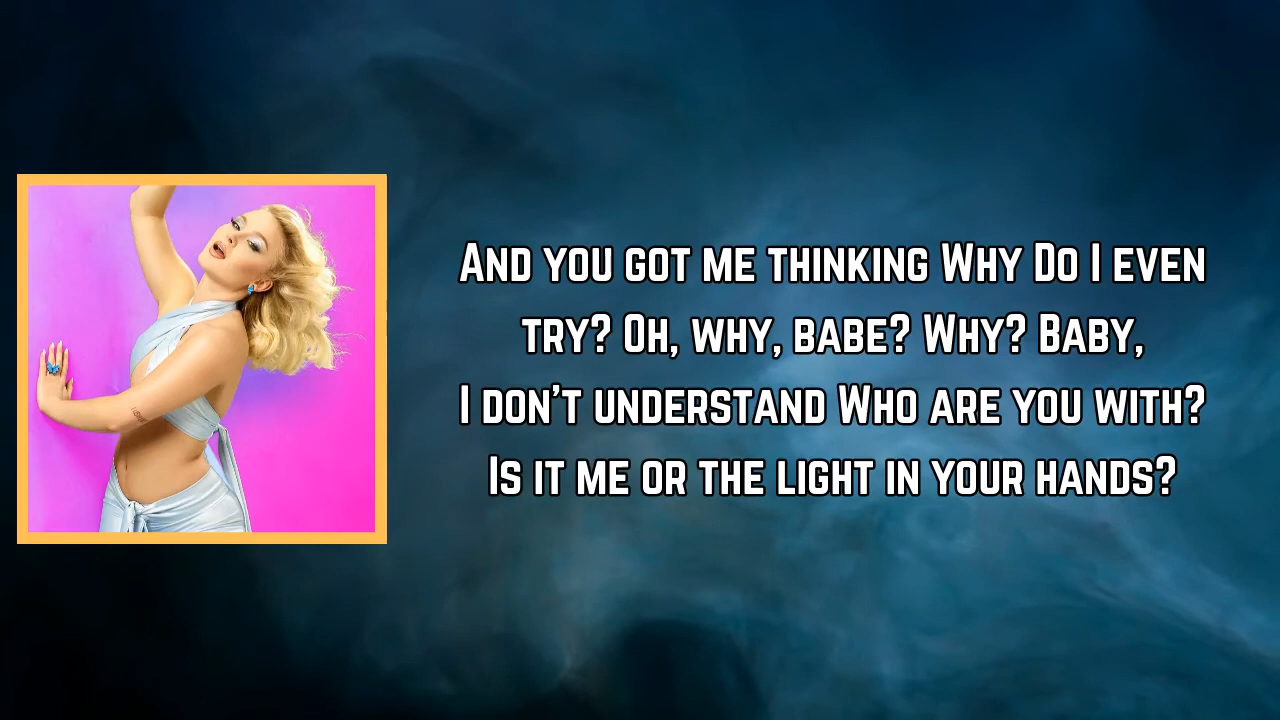 And you got me thinking Why Do I even
try? Oh, why, babe? Why? Baby,
I don't understand Who are you with?
Is it me or the light in your hands?